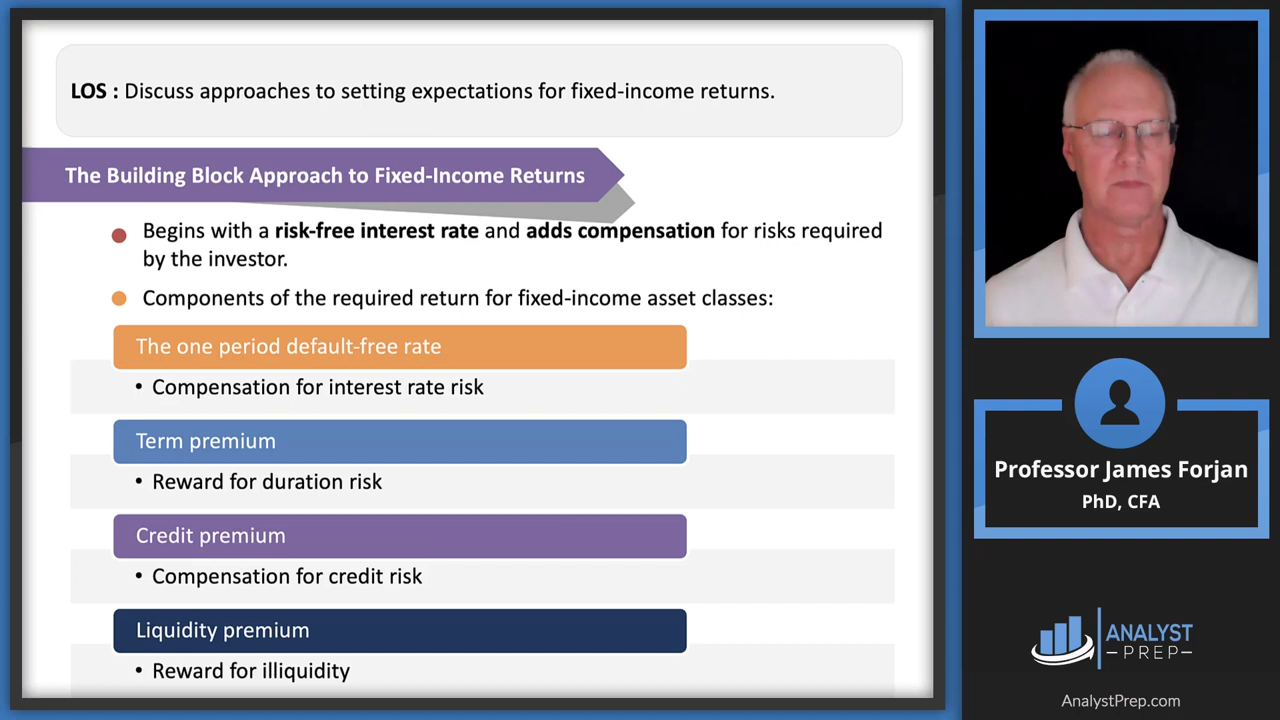 LOS : Discuss approaches to setting expectations for fixed-income returns.
The Building Block Approach to Fixed-Income Returns
Begins with a risk-free interest rate and adds compensation for risks required
by the investor.
Components of the required return for fixed-income asset classes:
The one period default-free rate
• Compensation for interest rate risk
Term premium
• Reward for duration risk
Credit premium
• Compensation for credit risk
Liquidity premium
• Reward for illiquidity
Professor James Forjan
PhD, CFA
ANALYST
PREP
AnalystPrep.com